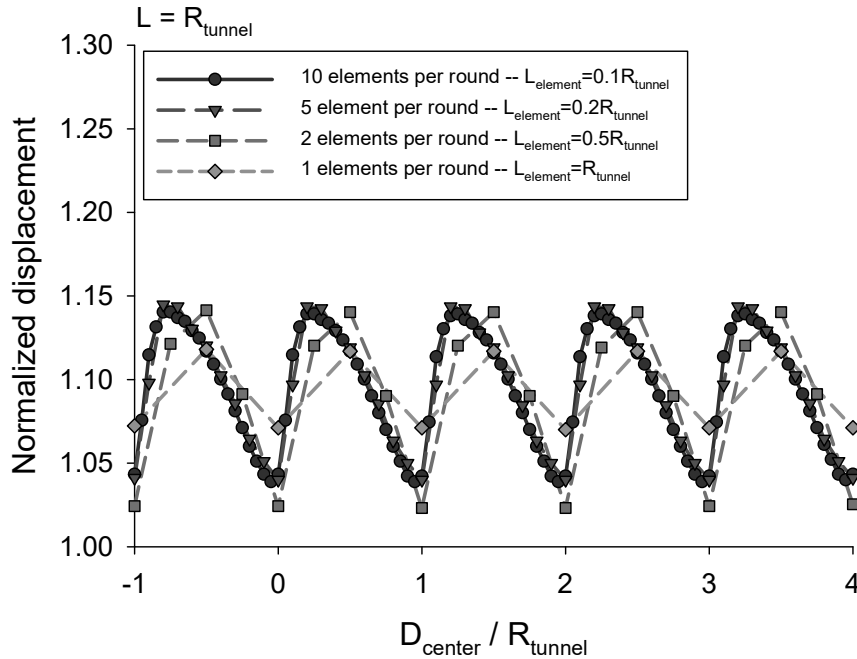 L = R_tunnel
1.30
1.25
1.20
1.15
1.10
1.05
1.00
Normalized displacement
10 elements per round -- L_element=0.1R_tunnel
5 element per round -- L_element=0.2R_tunnel
2 elements per round -- L_element=0.5R_tunnel
1 elements per round -- L_element=R_tunnel
-1 0 1 2 3 4
D_center / R_tunnel